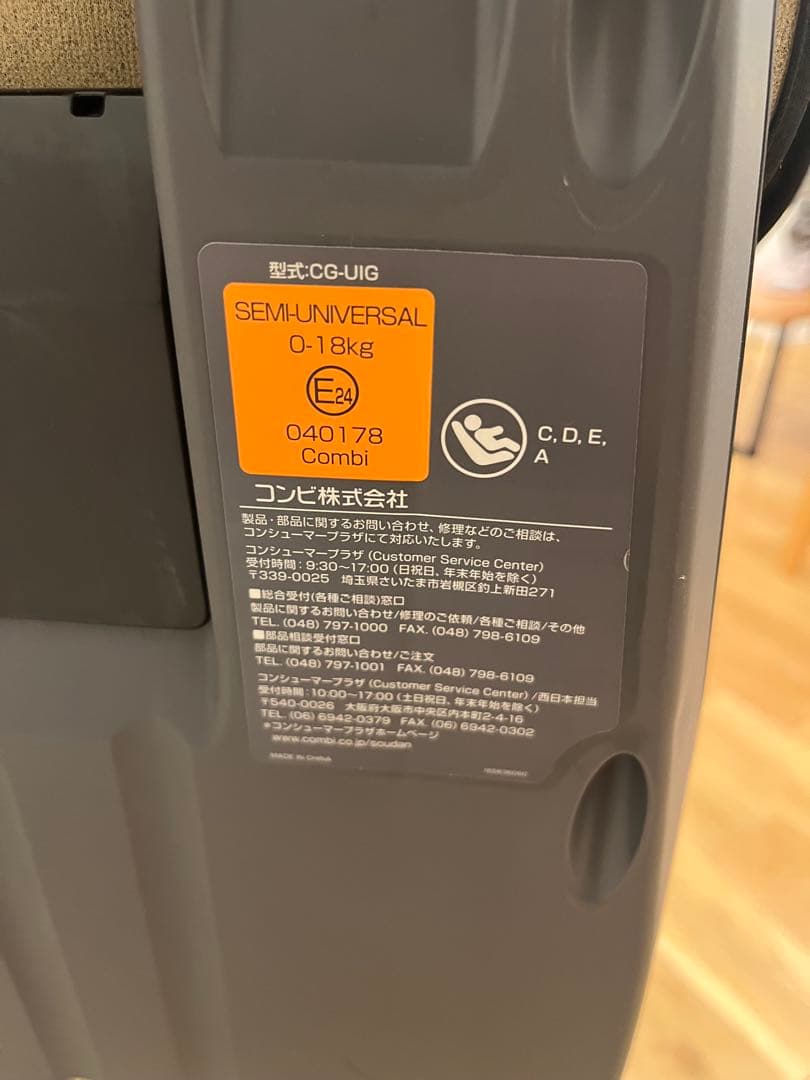 型式:CG-UIG
SEMI-UNIVERSAL
0-18kg
E24
040178
Combi
C, D, E,
A
コンビ株式会社
製品・部品に関するお問い合わせ、修理などのご相談は、
コンシューマープラザにて対応いたします。
コンシューマープラザ (Customer Service Center)
受付時間:9:30~17:00 (日祝日、年末年始を除く)
〒339-0025 埼玉県さいたま市岩槻区釣上新田271
■総合受付(各種ご相談)窓口
製品に関するお問い合わせ/修理のご依頼/各種ご相談/その他
TEL. (048) 797-1000 FAX. (048) 798-6109
■部品相談受付窓口
部品に関するお問い合わせ/ご注文
TEL. (048) 797-1001 FAX. (048) 798-6109
コンシューマープラザ (Customer Service Center) /西日本担当
受付時間:10:00~17:00 (土日祝日、年末年始を除く)
〒540-0026 大阪府大阪市中央区内本町2-4-16
TEL. (06) 6942-0379 FAX. (06) 6942-0302
*コンシューマープラザホームページ
www.combi.co.jp/soudan
MADE IN CHINA